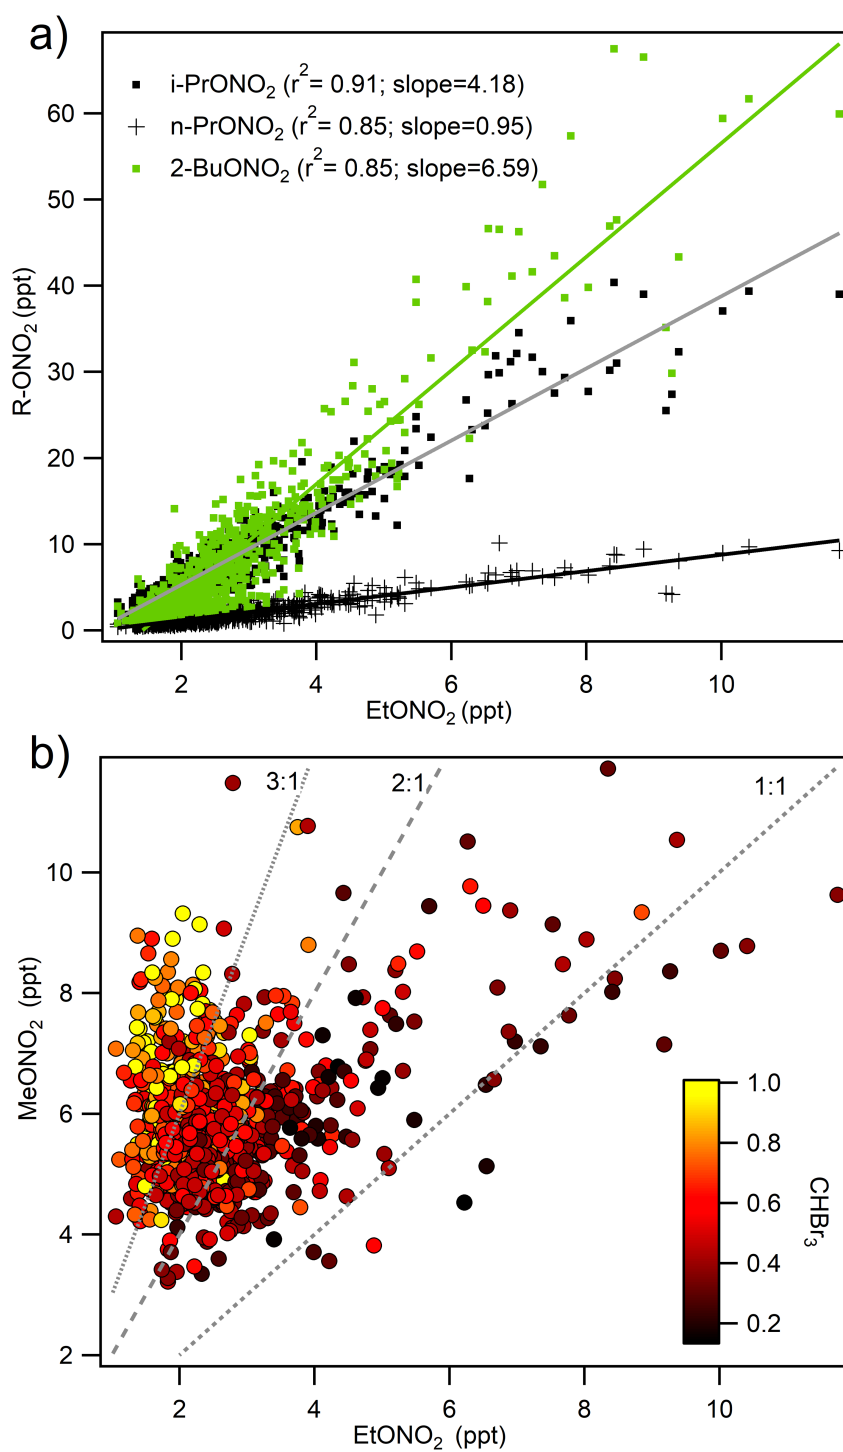 a)
i-PrONO2 (r2= 0.91; slope=4.18)
n-PrONO2 (r2= 0.85; slope=0.95)
2-BuONO2 (r2= 0.85; slope=6.59)
R-ONO2 (ppt)
60
50
40
30
20
10
0
2 4 6 8 10
EtONO2 (ppt)
b)
3:1 2:1 1:1
MeONO2 (ppt)
10
8
6
4
2
1.0
0.8
0.6
0.4
0.2
CHBr3
2 4 6 8 10
EtONO2 (ppt)